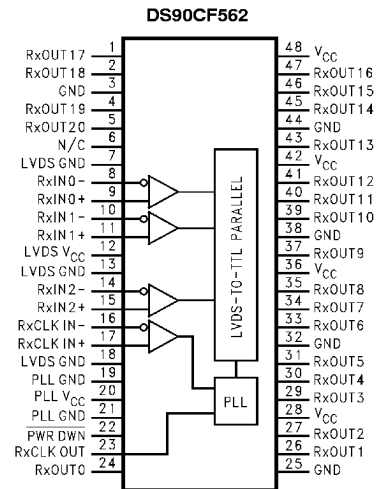 DS90CF562
RxOUT17 1
RxOUT18 2
GND 3
RxOUT19 4
RxOUT20 5
N/C 6
LVDS GND 7
RxIN0- 8
RxIN0+ 9
RxIN1- 10
RxIN1+ 11
LVDS VCC 12
LVDS GND 13
RxIN2- 14
RxIN2+ 15
RxCLK IN- 16
RxCLK IN+ 17
LVDS GND 18
PLL GND 19
PLL VCC 20
PLL GND 21
PWR DWN 22
RxCLK OUT 23
RxOUT0 24
LVDS-TO-TTL PARALLEL
PLL
48 VCC
47 RxOUT16
46 RxOUT15
45 RxOUT14
44 GND
43 RxOUT13
42 VCC
41 RxOUT12
40 RxOUT11
39 RxOUT10
38 GND
37 RxOUT9
36 VCC
35 RxOUT8
34 RxOUT7
33 RxOUT6
32 GND
31 RxOUT5
30 RxOUT4
29 RxOUT3
28 VCC
27 RxOUT2
26 RxOUT1
25 GND